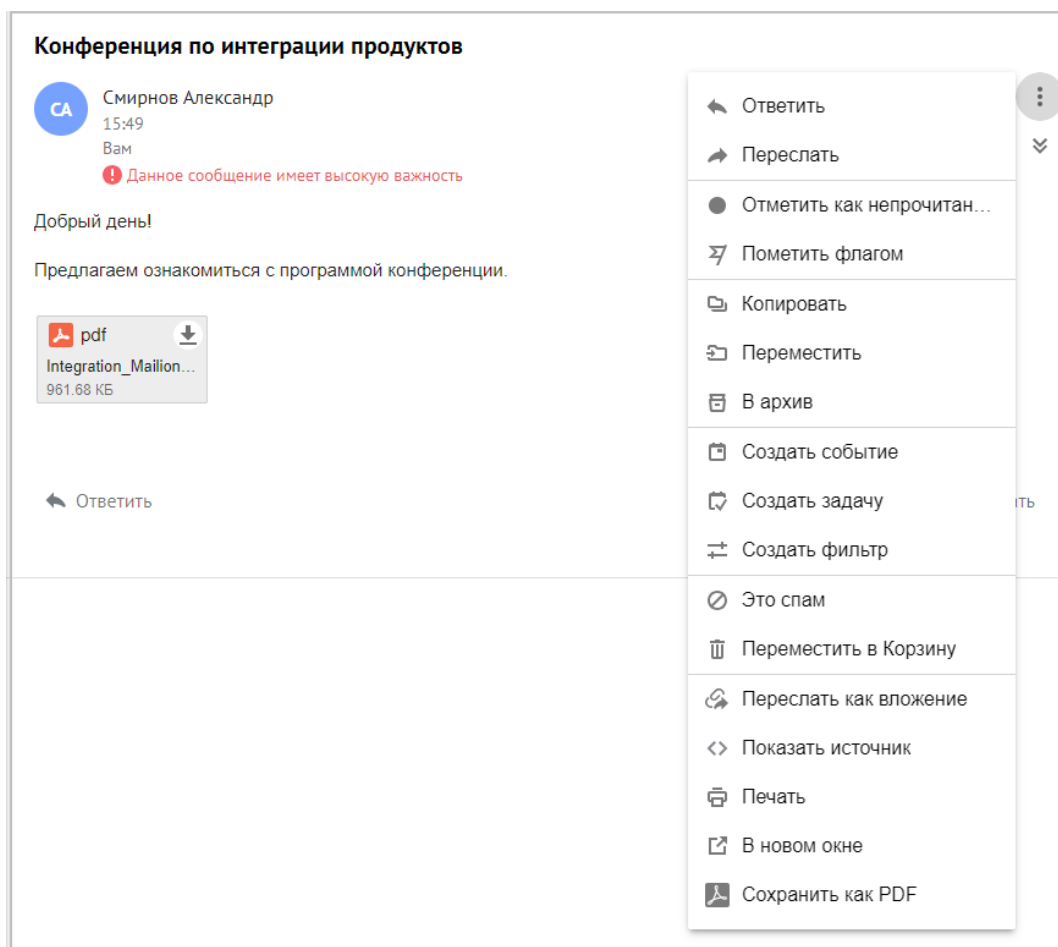 Конференция по интеграции продуктов
СА
Смирнов Александр
15:49
Вам
Данное сообщение имеет высокую важность
Добрый день!
Предлагаем ознакомиться с программой конференции.
pdf
Integration_Mailion...
961.68 КБ
Ответить
Ответить
Переслать
Отметить как непрочитан...
Пометить флагом
Копировать
Переместить
В архив
Создать событие
Создать задачу
Создать фильтр
Это спам
Переместить в Корзину
Переслать как вложение
Показать источник
Печать
В новом окне
Сохранить как PDF